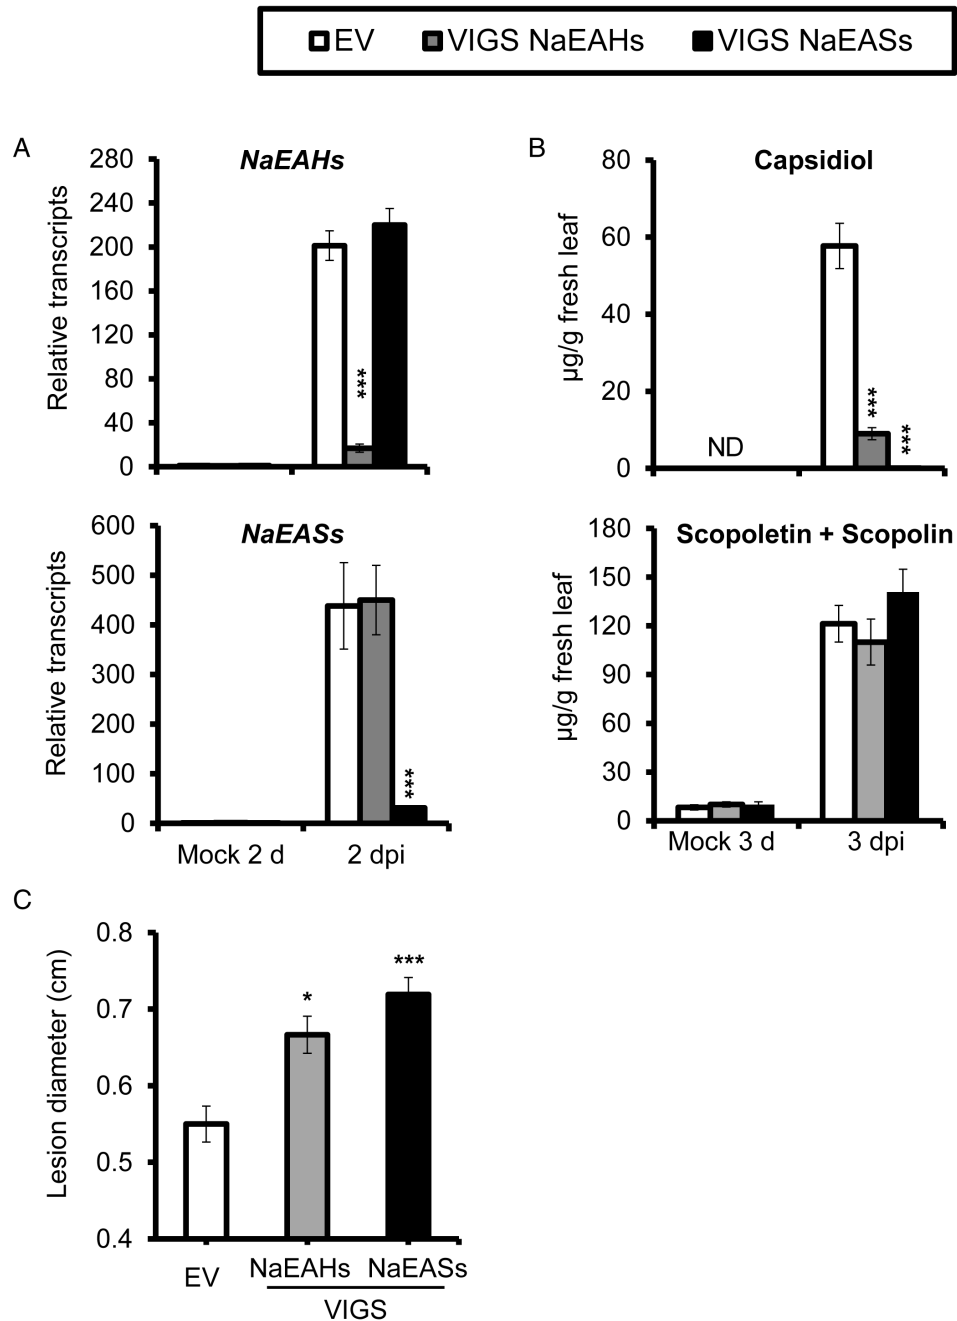 EV VIGS NaEAHs VIGS NaEASs
A
NaEAHs
Relative transcripts
280
240
200
160
120
80
40
0
***
NaEASs
Relative transcripts
600
500
400
300
200
100
0
***
Mock 2 d 2 dpi
B
Capsidiol
µg/g fresh leaf
80
60
40
20
0
ND
***
***
Scopoletin + Scopolin
µg/g fresh leaf
180
150
120
90
60
30
0
Mock 3 d 3 dpi
C
Lesion diameter (cm)
0.8
0.7
0.6
0.5
0.4
*
***
EV NaEAHs NaEASs
VIGS